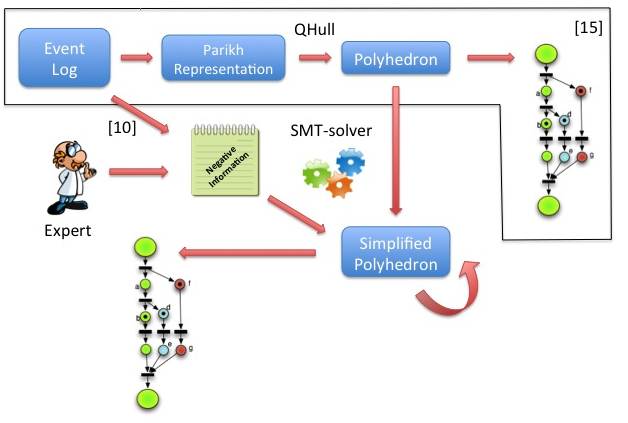 QHull
[15]
Event
Log
Parikh
Representation
Polyhedron
a
f
d
b
e
g
[10]
Negative
Information
SMT-solver
Expert
Simplified
Polyhedron
a
f
d
b
e
g